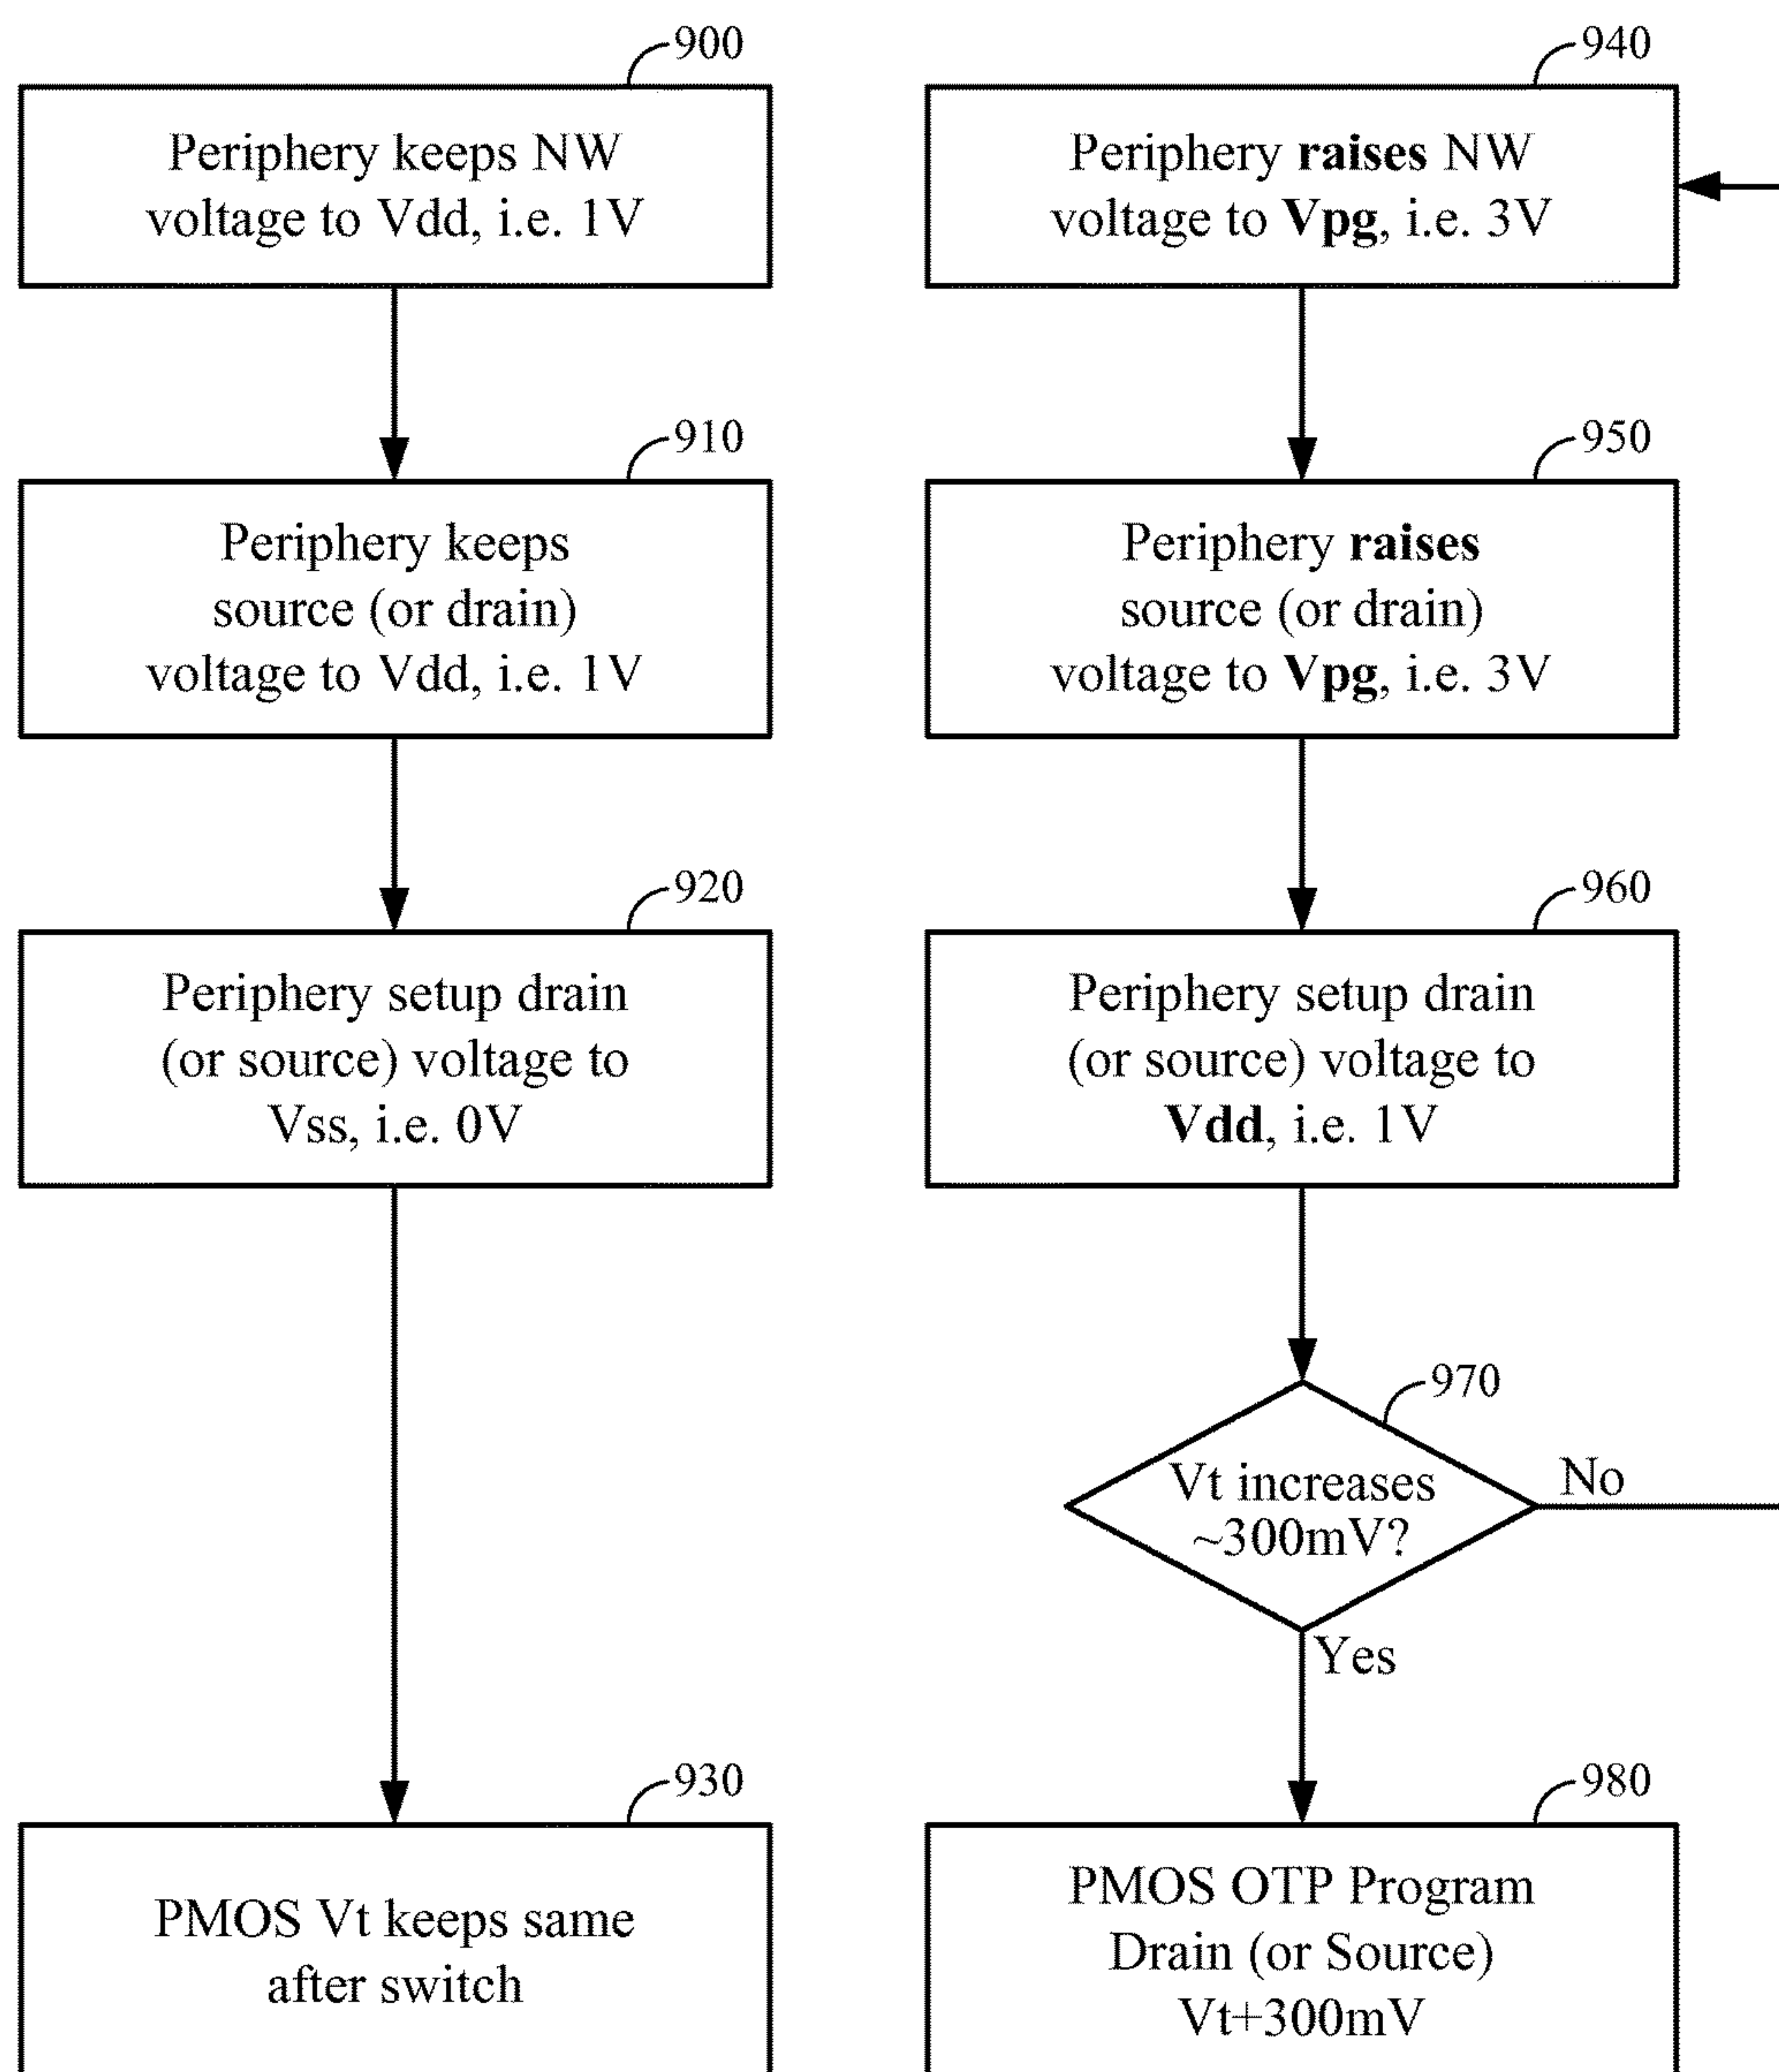 900
Periphery keeps NW
voltage to Vdd, i.e. 1V
910
Periphery keeps
source (or drain)
voltage to Vdd, i.e. 1V
920
Periphery setup drain
(or source) voltage to
Vss, i.e. 0V
930
PMOS Vt keeps same
after switch
940
Periphery raises NW
voltage to Vpg, i.e. 3V
950
Periphery raises
source (or drain)
voltage to Vpg, i.e. 3V
960
Periphery setup drain
(or source) voltage to
Vdd, i.e. 1V
970
Vt increases
~300mV?
No
Yes
980
PMOS OTP Program
Drain (or Source)
Vt+300mV